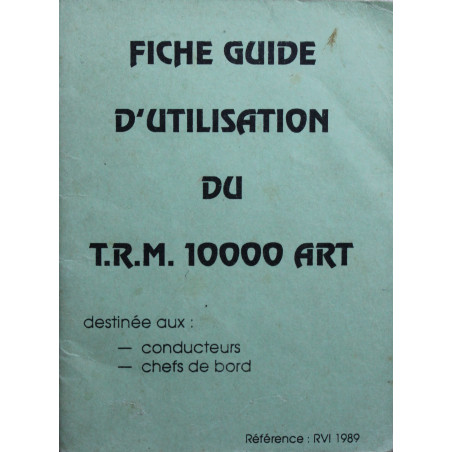 FICHE GUIDE
D'UTILISATION
DU
T.R.M. 10000 ART
destinée aux :
— conducteurs
— chefs de bord
Référence : RVI 1989